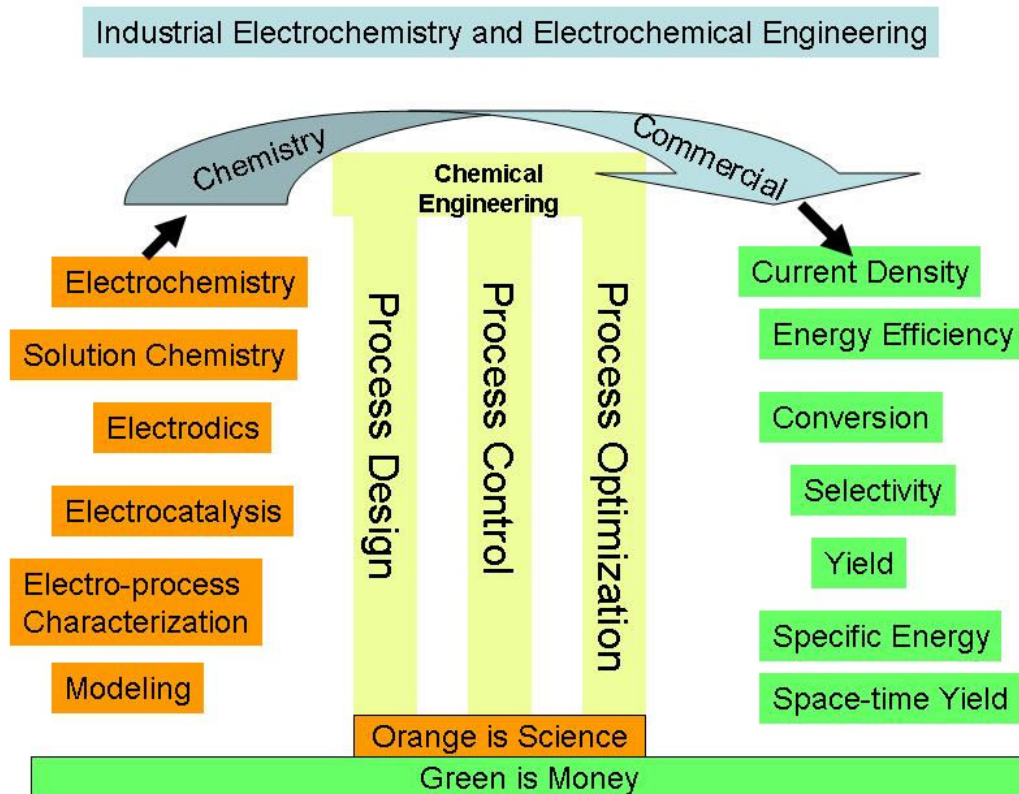 Industrial Electrochemistry and Electrochemical Engineering
Chemistry
Commercial
Chemical
Engineering
Electrochemistry
Solution Chemistry
Electrodics
Electrocatalysis
Electro-process
Characterization
Modeling
Process Design
Process Control
Process Optimization
Current Density
Energy Efficiency
Conversion
Selectivity
Yield
Specific Energy
Space-time Yield
Orange is Science
Green is Money